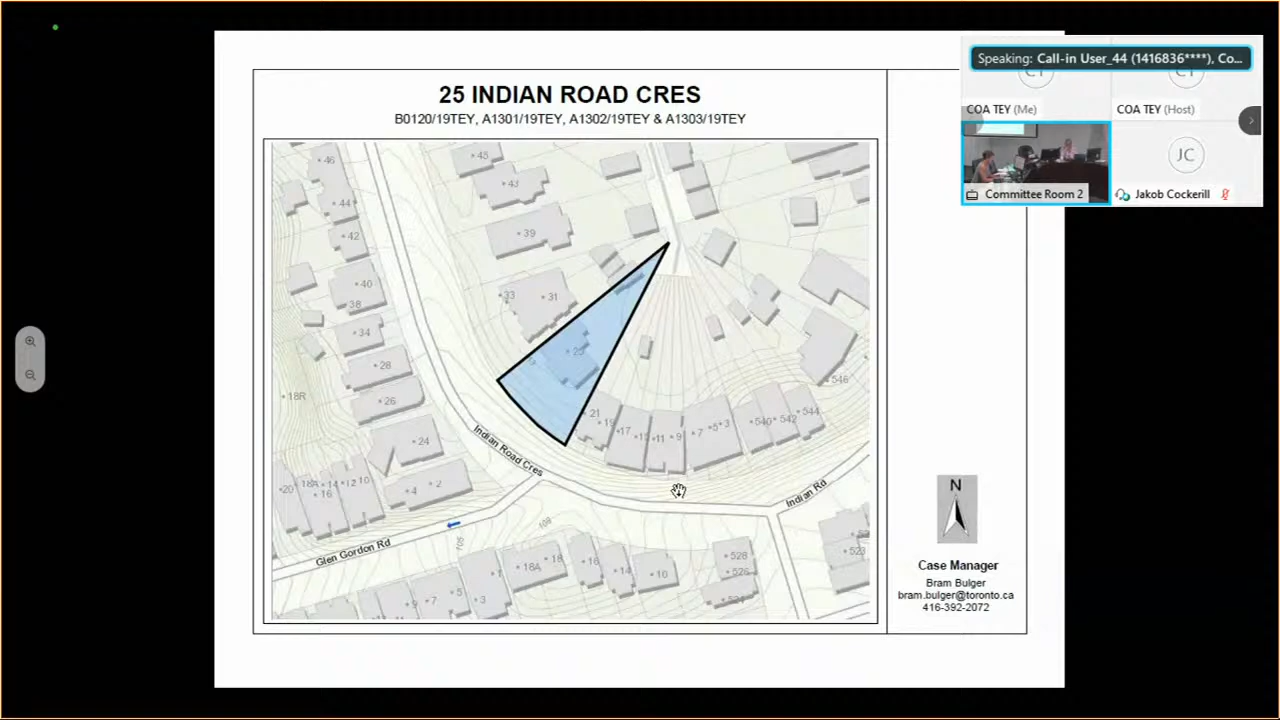 25 INDIAN ROAD CRES
B0120/19TEY, A1301/19TEY, A1302/19TEY & A1303/19TEY
Speaking: Call-in User_44 (1416836****), Co...
COA TEY (Me)
COA TEY (Host)
Committee Room 2
JC
Jakob Cockerill
46
44
42
40
38
34
28
26
24
18R
20
18A
14
12
10
16
4
2
45
43
39
33
31
25
21
19
17
11
9
7
5
3
540
542
544
546
Indian Road Cres
Indian Rd
Glen Gordon Rd
109
105
18A
18
16
14
10
1
5
3
7
9
528
526
523
N
Case Manager
Bram Bulger
bram.bulger@toronto.ca
416-392-2072